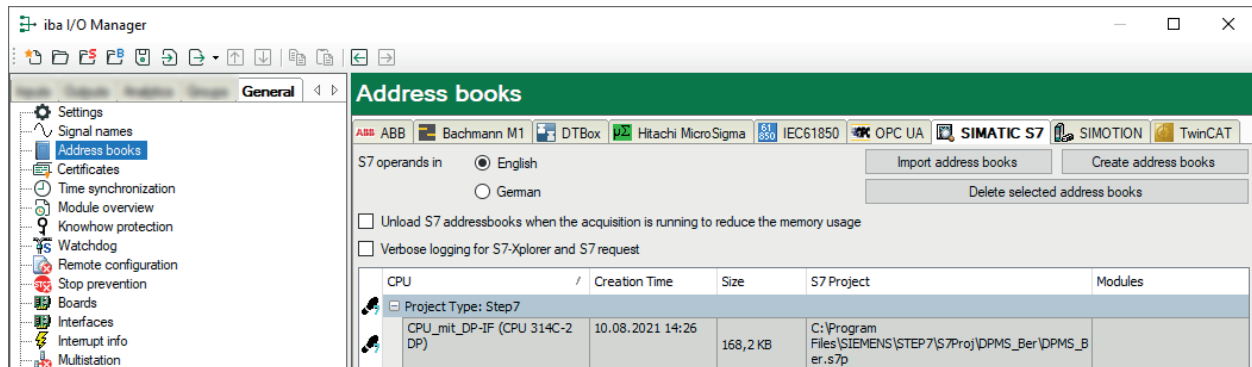 iba I/O Manager
General
Address books
Settings
Signal names
Address books
Certificates
Time synchronization
Module overview
Knowhow protection
Watchdog
Remote configuration
Stop prevention
Boards
Interfaces
Interrupt info
Multistation
ABB ABB Bachmann M1 DTBox µΣ Hitachi MicroSigma 61 850 IEC61850 OPC UA SIMATIC S7 SIMOTION TwinCAT
S7 operands in English Import address books Create address books
German Delete selected address books
Unload S7 addressbooks when the acquisition is running to reduce the memory usage
Verbose logging for S7-Xplorer and S7 request
CPU / Creation Time Size S7 Project Modules
Project Type: Step7
CPU_mit_DP-IF (CPU 314C-2
DP)
10.08.2021 14:26
168,2 KB
C:\Program
Files\SIEMENS\STEP7\S7Proj\DPMS_Ber\DPMS_B
er.s7p